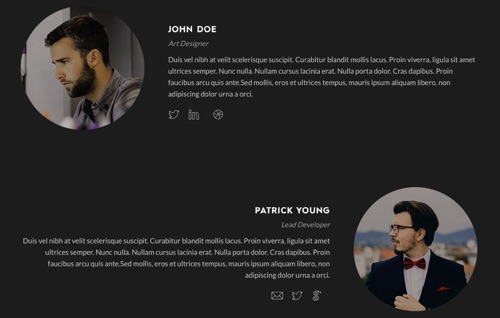 JOHN DOE
Art Designer
Duis vel nibh at velit scelerisque suscipit. Curabitur blandit mollis lacus. Proin viverra, ligula sit amet
ultrices semper. Nunc nulla. Nullam cursus lacinia erat. Nulla porta dolor. Cras dapibus. Proin
faucibus arcu quis ante.Sed mollis, eros et ultrices tempus, mauris ipsum aliquam libero, non
adipiscing dolor urna a orci.
PATRICK YOUNG
Lead Developer
Duis vel nibh at velit scelerisque suscipit. Curabitur blandit mollis lacus. Proin viverra, ligula sit amet
ultrices semper. Nunc nulla. Nullam cursus lacinia erat. Nulla porta dolor. Cras dapibus. Proin
faucibus arcu quis ante.Sed mollis, eros et ultrices tempus, mauris ipsum aliquam libero, non
adipiscing dolor urna a orci.